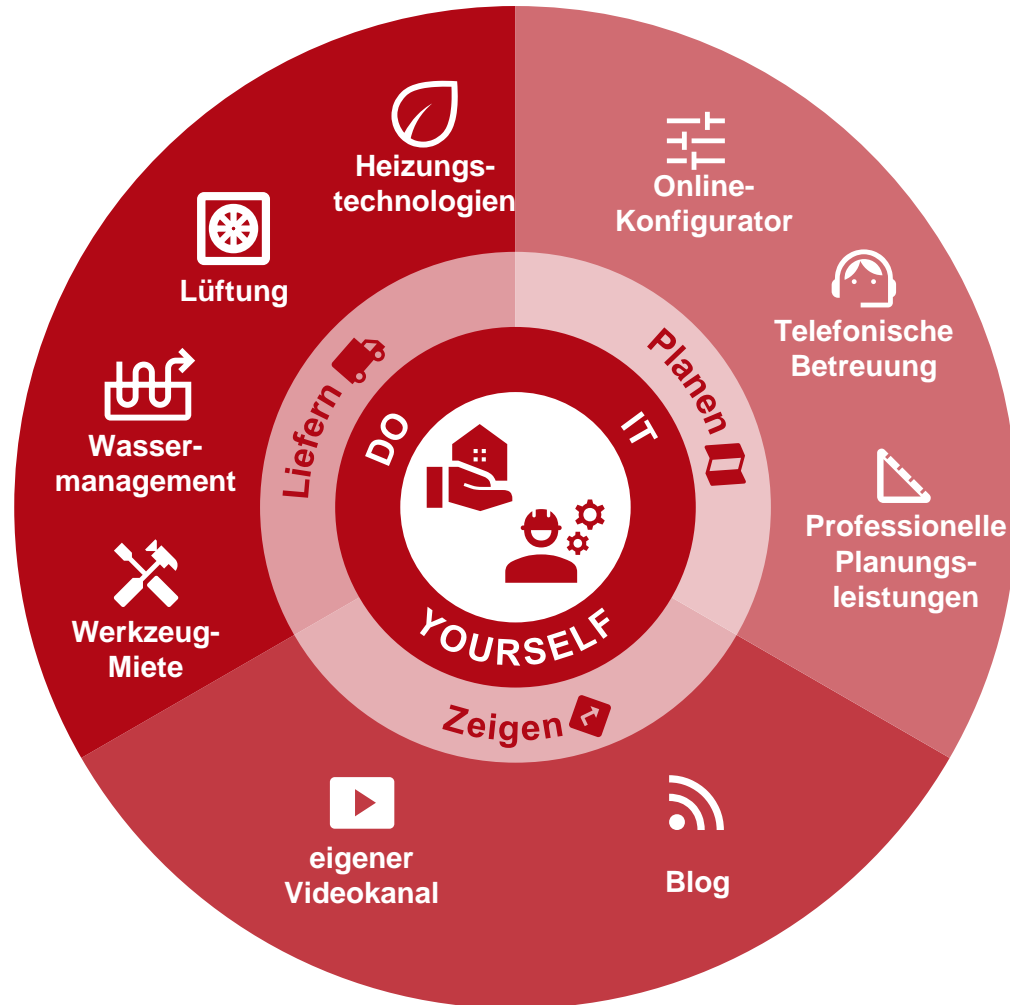 Heizungs-
technologien
Lüftung
Wasser-
management
Werkzeug-
Miete
Online-
Konfigurator
Telefonische
Betreuung
Professionelle
Planungs-
leistungen
Liefern
Planen
Zeigen
DO
IT
YOURSELF
eigener
Videokanal
Blog